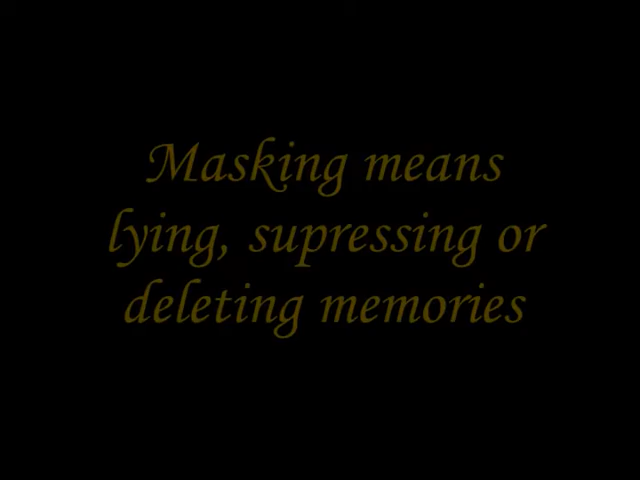 Masking means
lying, supressing or
deleting memories